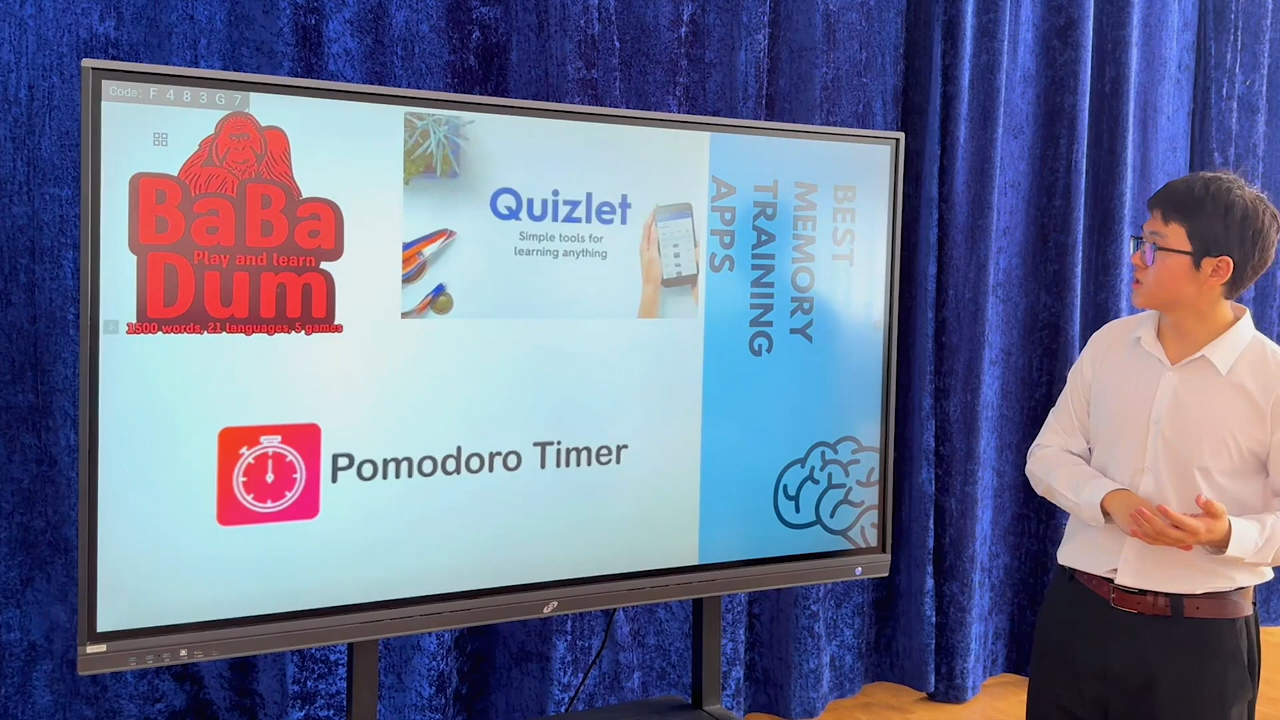 Code: F 4 8 3 G 7
BaBa
Play and learn
Dum
1500 words, 21 languages, 5 games
Quizlet
Simple tools for
learning anything
BEST
MEMORY
TRAINING
APPS
Pomodoro Timer